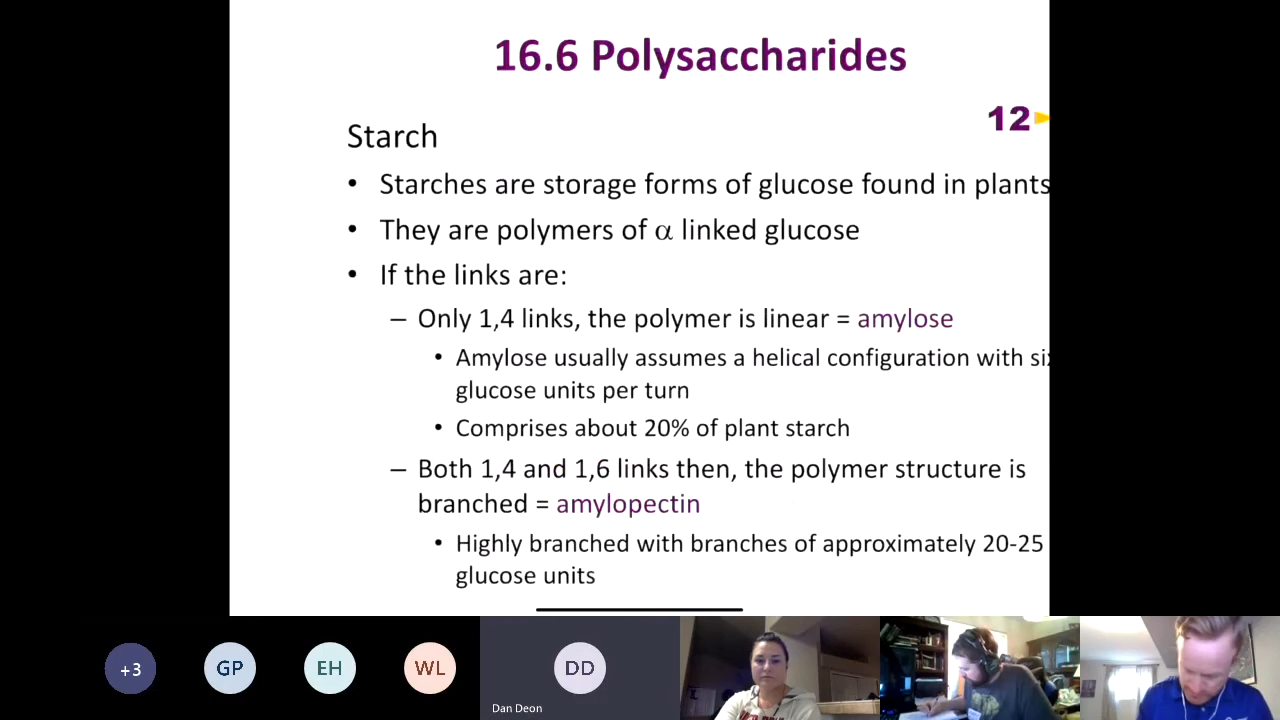 16.6 Polysaccharides
12
Starch
• Starches are storage forms of glucose found in plants
• They are polymers of α linked glucose
• If the links are:
– Only 1,4 links, the polymer is linear = amylose
• Amylose usually assumes a helical configuration with six
glucose units per turn
• Comprises about 20% of plant starch
– Both 1,4 and 1,6 links then, the polymer structure is
branched = amylopectin
• Highly branched with branches of approximately 20-25
glucose units
+3
GP
EH
WL
DD
Dan Deon